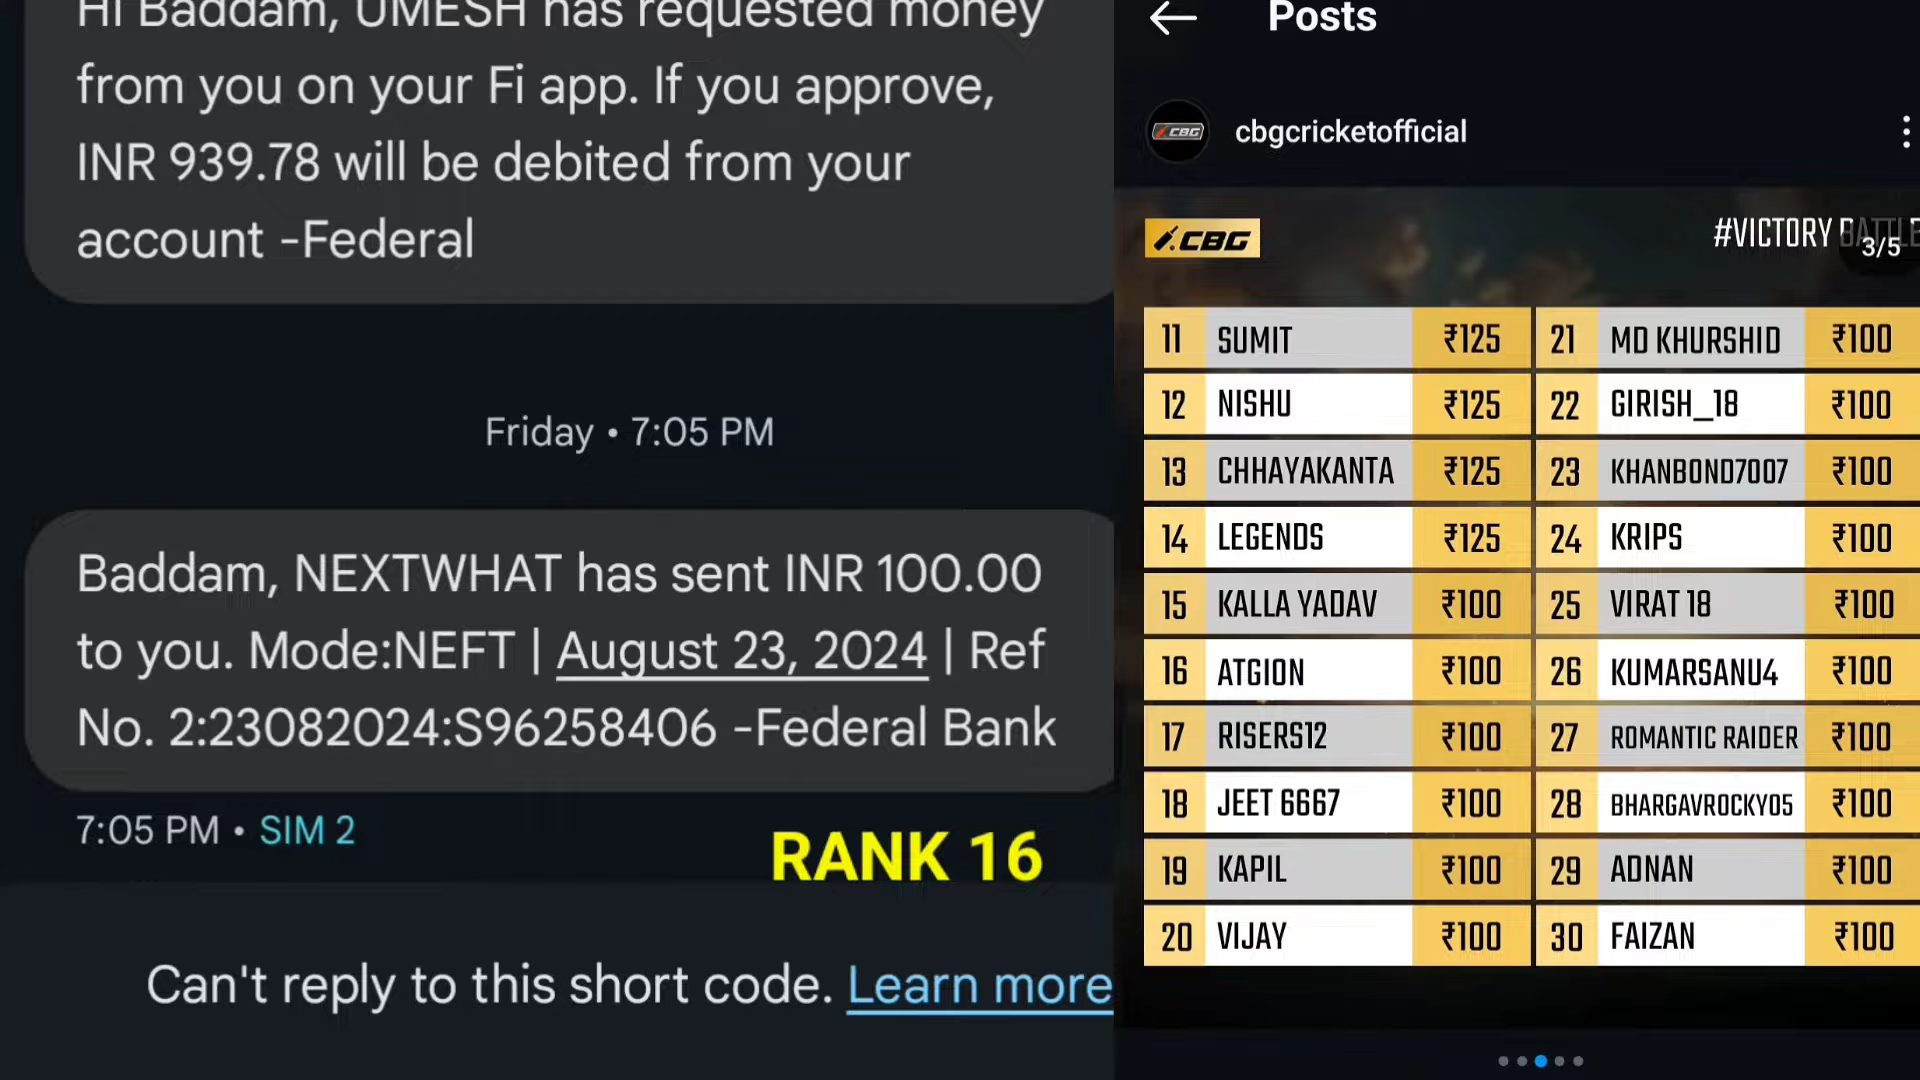 Hi Baddam, UMESH has requested money
from you on your Fi app. If you approve,
INR 939.78 will be debited from your
account -Federal
Friday • 7:05 PM
Baddam, NEXTWHAT has sent INR 100.00
to you. Mode:NEFT | August 23, 2024 | Ref
No. 2:23082024:S96258406 -Federal Bank
7:05 PM • SIM 2
RANK 16
Can't reply to this short code. Learn more
Posts
CBG
cbgcricketofficial
CBG
#VICTORY BATTLE
3/5
11 SUMIT ₹125
12 NISHU ₹125
13 CHHAYAKANTA ₹125
14 LEGENDS ₹125
15 KALLA YADAV ₹100
16 ATGION ₹100
17 RISERS12 ₹100
18 JEET 6667 ₹100
19 KAPIL ₹100
20 VIJAY ₹100
21 MD KHURSHID ₹100
22 GIRISH_18 ₹100
23 KHANBOND7007 ₹100
24 KRIPS ₹100
25 VIRAT 18 ₹100
26 KUMARSANU4 ₹100
27 ROMANTIC RAIDER ₹100
28 BHARGAVROCKY05 ₹100
29 ADNAN ₹100
30 FAIZAN ₹100